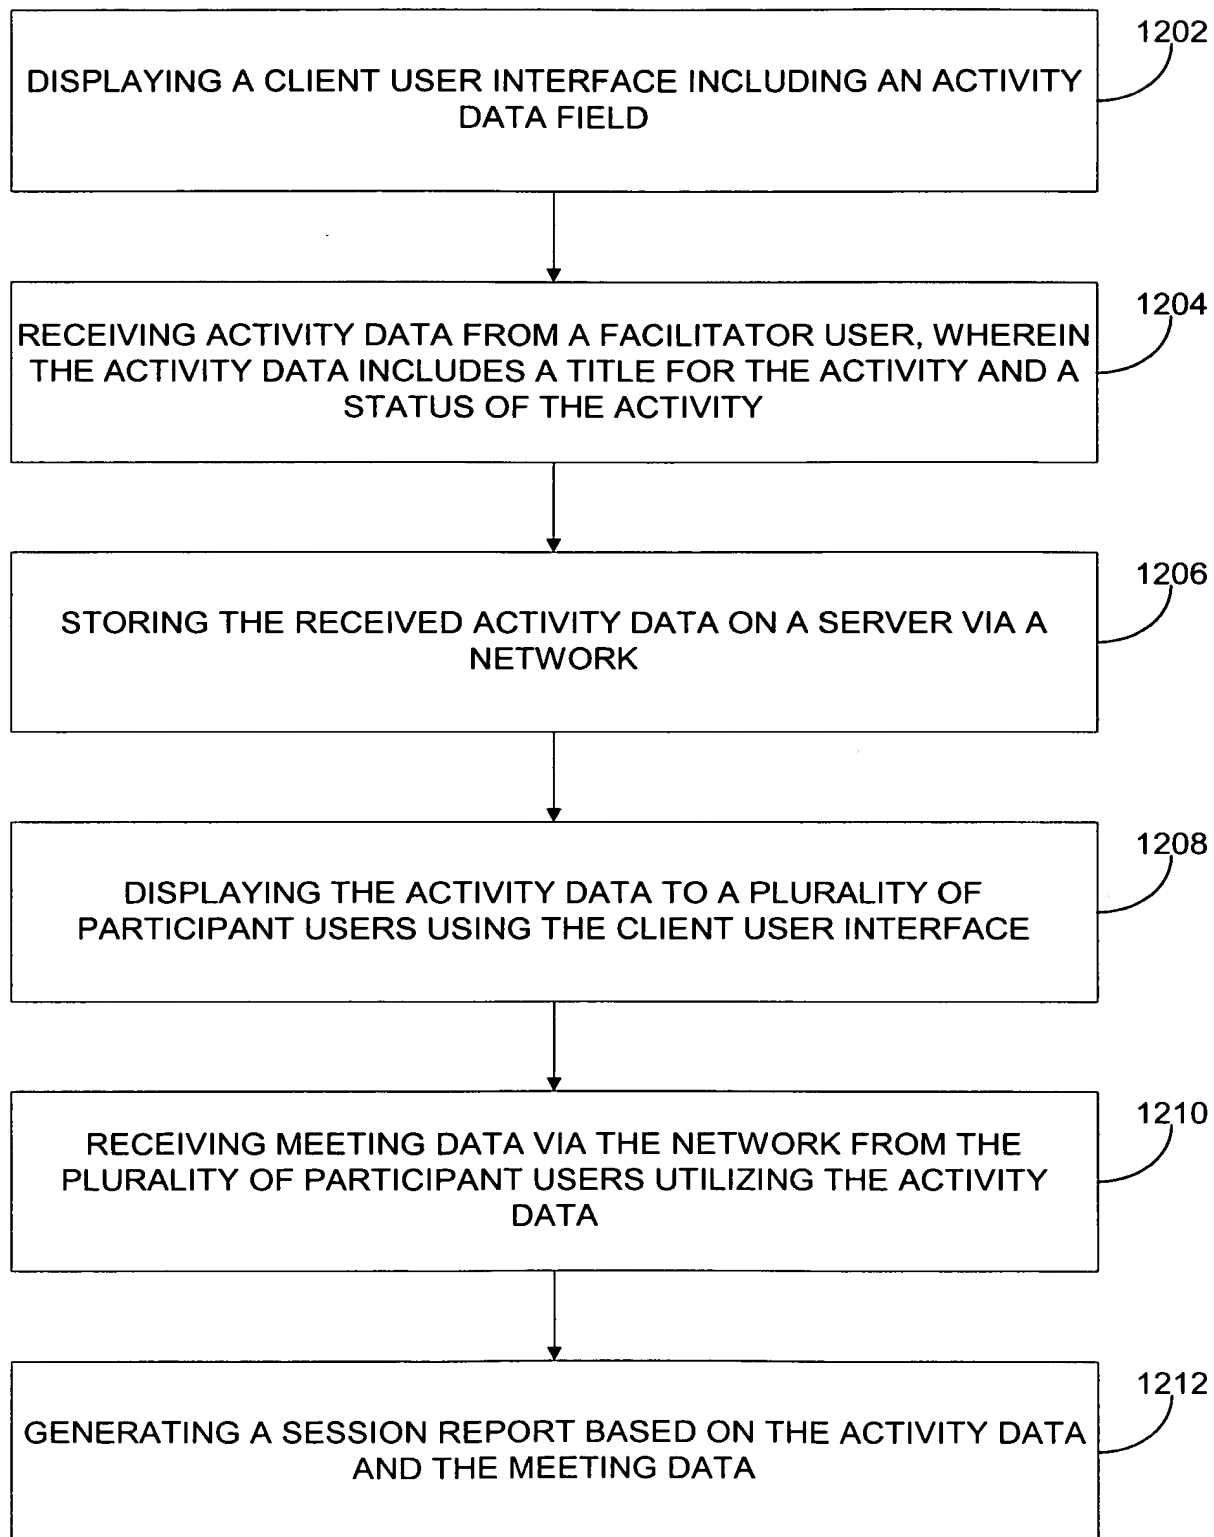 1202
DISPLAYING A CLIENT USER INTERFACE INCLUDING AN ACTIVITY
DATA FIELD
1204
RECEIVING ACTIVITY DATA FROM A FACILITATOR USER, WHEREIN
THE ACTIVITY DATA INCLUDES A TITLE FOR THE ACTIVITY AND A
STATUS OF THE ACTIVITY
1206
STORING THE RECEIVED ACTIVITY DATA ON A SERVER VIA A
NETWORK
1208
DISPLAYING THE ACTIVITY DATA TO A PLURALITY OF
PARTICIPANT USERS USING THE CLIENT USER INTERFACE
1210
RECEIVING MEETING DATA VIA THE NETWORK FROM THE
PLURALITY OF PARTICIPANT USERS UTILIZING THE ACTIVITY
DATA
1212
GENERATING A SESSION REPORT BASED ON THE ACTIVITY DATA
AND THE MEETING DATA